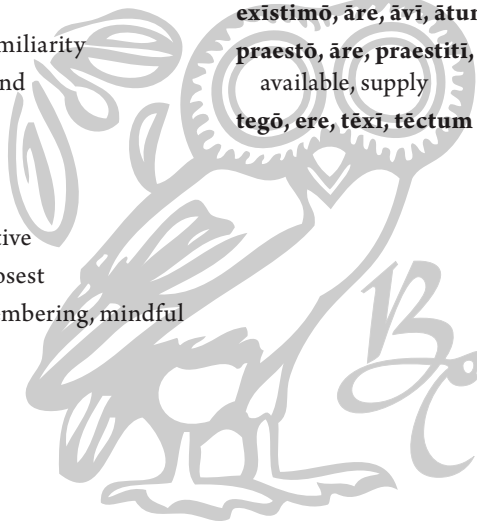 miliarity
nd
tive
osest
mbering, mindful
exīstimō, āre, āvī, ātum
praestō, āre, praestitī,
available, supply
tegō, ere, tēxī, tēctum